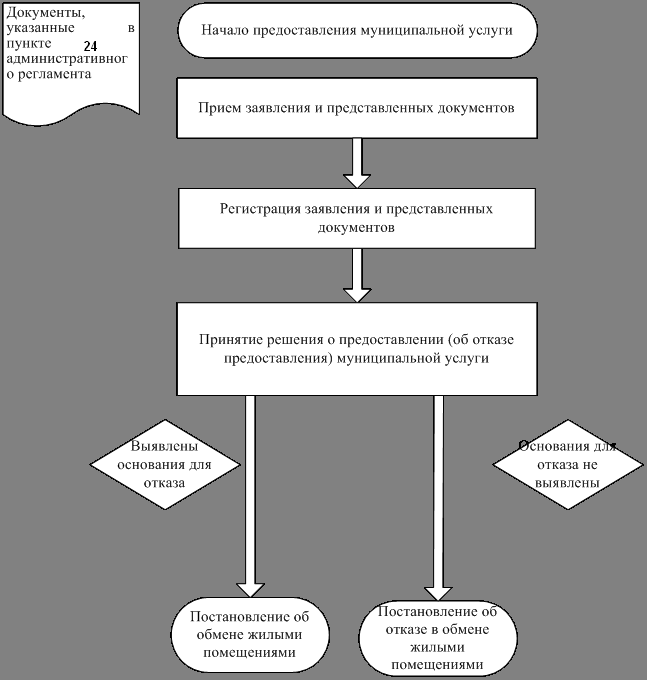 Документы,
указанные в
пункте 24
административног
о регламента
Начало предоставления муниципальной услуги
Прием заявления и представленных документов
Регистрация заявления и представленных
документов
Принятие решения о предоставлении (об отказе
предоставления) муниципальной услуги
Выявлены
основания для
отказа
Основания для
отказа не
выявлены
Постановление об
обмене жилыми
помещениями
Постановление об
отказе в обмене
жилыми
помещениями